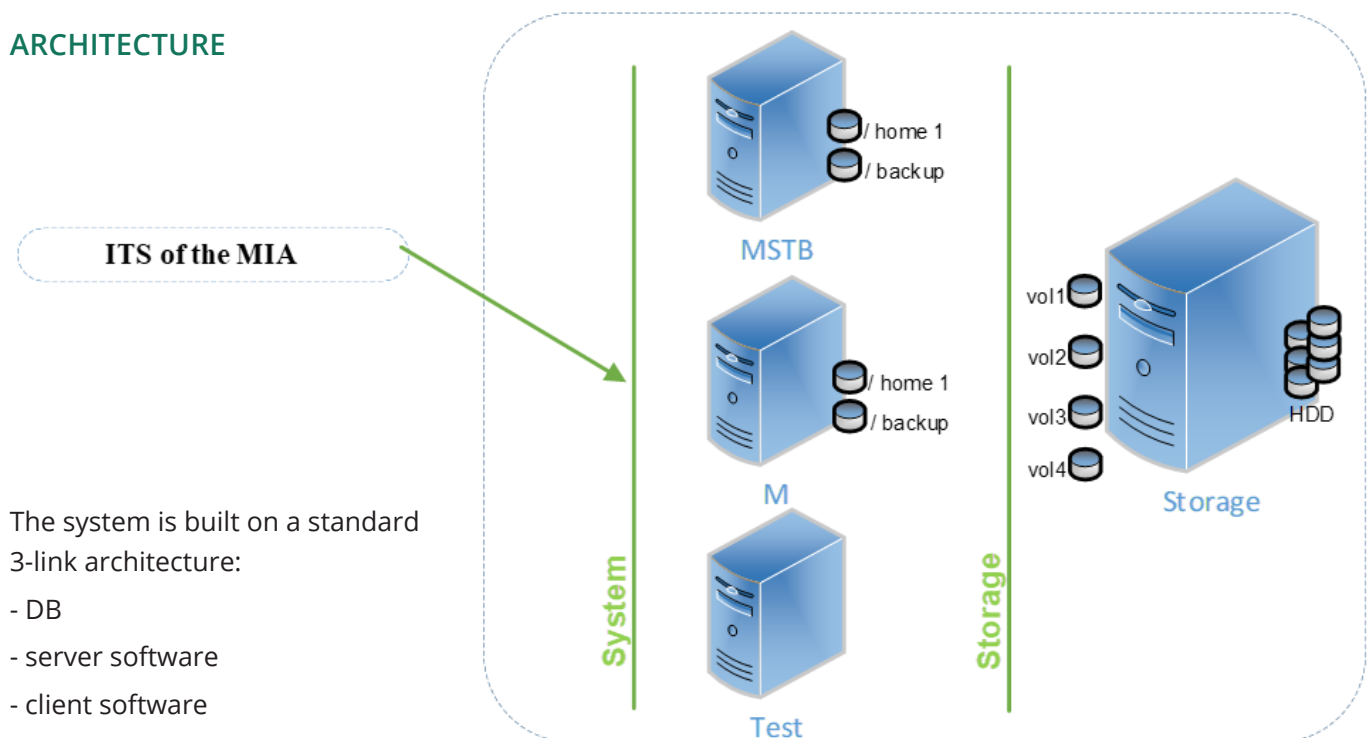 ARCHITECTURE
ITS of the MIA
The system is built on a standard
3-link architecture:
- DB
- server software
- client software
System
/ home 1
/ backup
MSTB
/ home 1
/ backup
M
Test
Storage
vol1
vol2
vol3
vol4
HDD
Storage